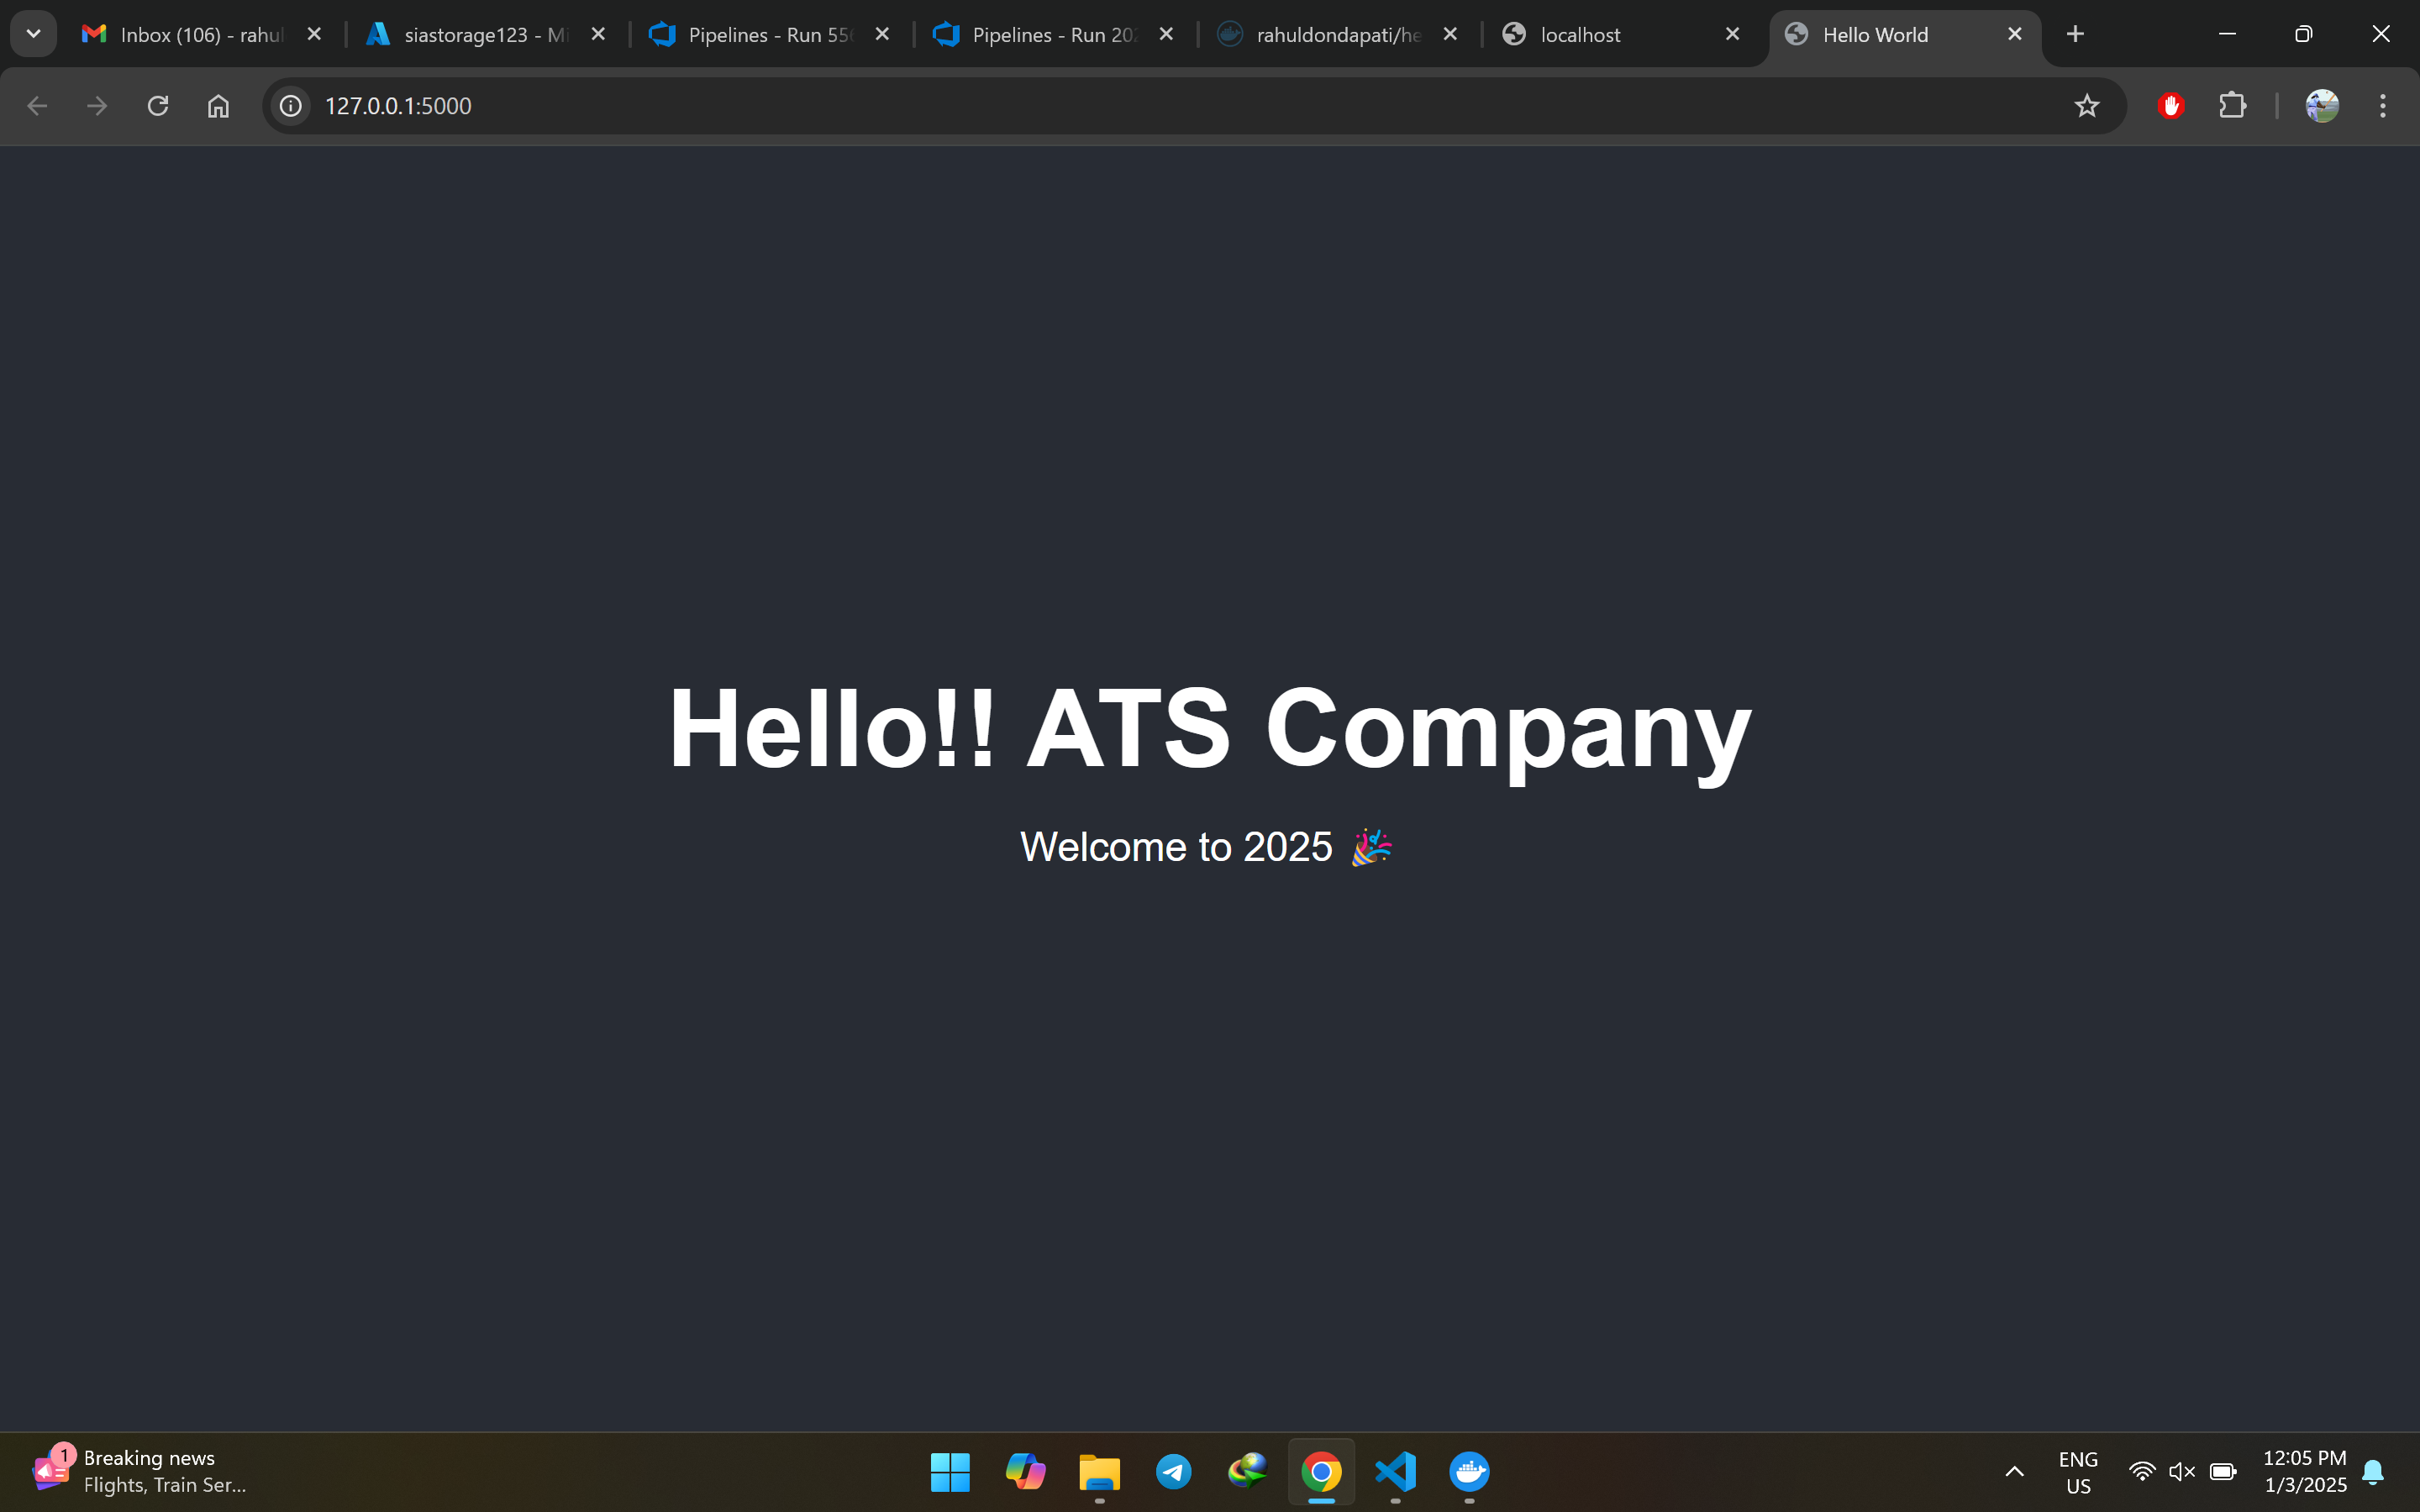 Inbox (106) - rahul
siastorage123 - Mi
Pipelines - Run 55
Pipelines - Run 202
rahuldondapati/he
localhost
Hello World
127.0.0.1:5000
Hello!! ATS Company
Welcome to 2025 🎉
1
Breaking news
Flights, Train Ser...
ENG
US
12:05 PM
1/3/2025